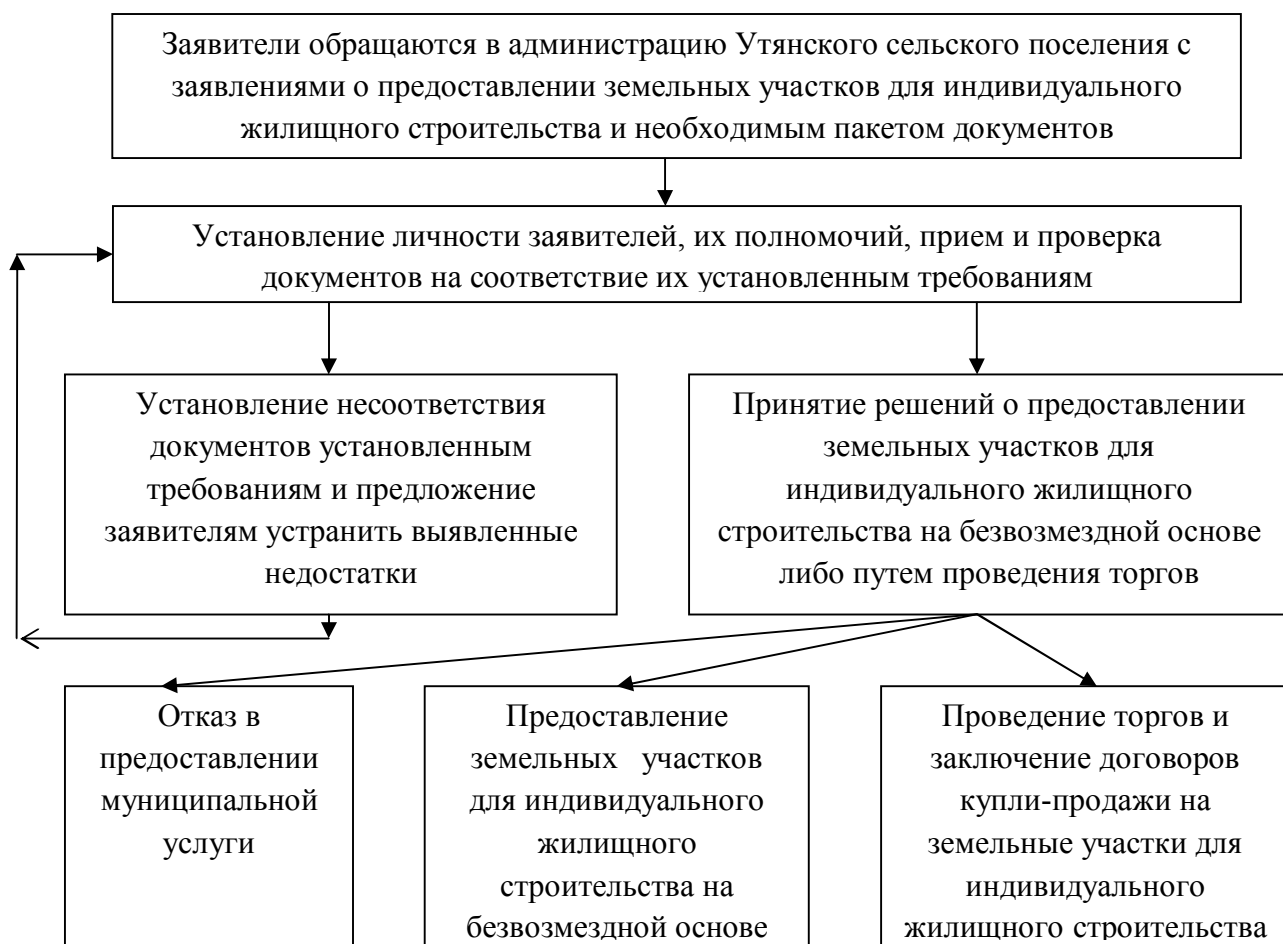 Заявители обращаются в администрацию Утянского сельского поселения с
заявлениями о предоставлении земельных участков для индивидуального
жилищного строительства и необходимым пакетом документов
Установление личности заявителей, их полномочий, прием и проверка
документов на соответствие их установленным требованиям
Установление несоответствия
документов установленным
требованиям и предложение
заявителям устранить выявленные
недостатки
Принятие решений о предоставлении
земельных участков для
индивидуального жилищного
строительства на безвозмездной основе
либо путем проведения торгов
Отказ в
предоставлении
муниципальной
услуги
Предоставление
земельных участков
для индивидуального
жилищного
строительства на
безвозмездной основе
Проведение торгов и
заключение договоров
купли-продажи на
земельные участки для
индивидуального
жилищного строительства